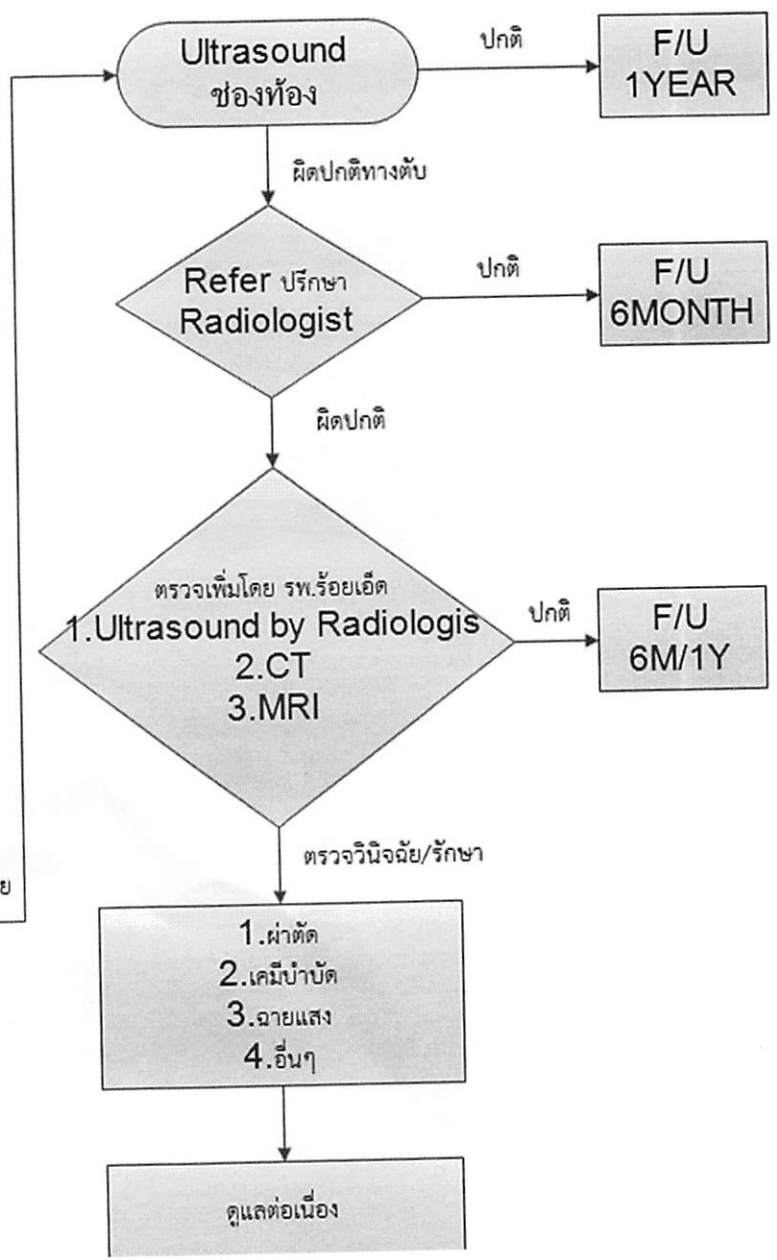 Ultrasound
ช่องท้อง
ปกติ
F/U
1YEAR
ผิดปกติทางตับ
Refer ปรึกษา
Radiologist
ปกติ
F/U
6MONTH
ผิดปกติ
ตรวจเพิ่มโดย รพ.ร้อยเอ็ด
1.Ultrasound by Radiologis
2.CT
3.MRI
ปกติ
F/U
6M/1Y
ตรวจวินิจฉัย/รักษา
1.ผ่าตัด
2.เคมีบำบัด
3.ฉายแสง
4.อื่นๆ
ดูแลต่อเนื่อง